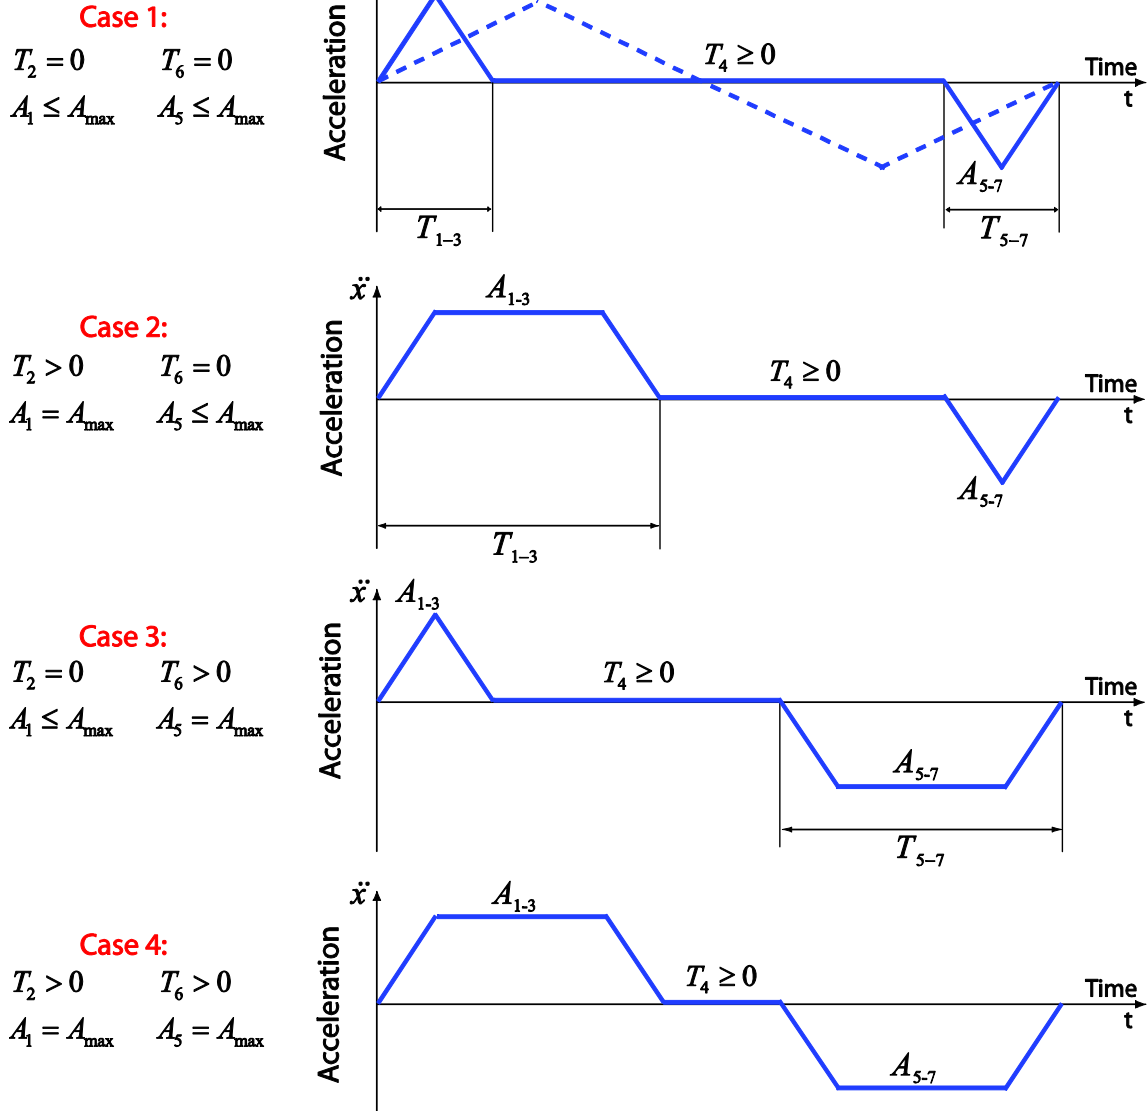 Case 1:
T₂ = 0 T₆ = 0
A₁ ≤ Aₘₐₓ A₅ ≤ Aₘₐₓ
Acceleration
T₄ ≥ 0
Time
t
A₅₋₇
T₁₋₃
T₅₋₇
Case 2:
T₂ > 0 T₆ = 0
A₁ = Aₘₐₓ A₅ ≤ Aₘₐₓ
ẍ
Acceleration
A₁₋₃
T₄ ≥ 0
Time
t
A₅₋₇
T₁₋₃
Case 3:
T₂ = 0 T₆ > 0
A₁ ≤ Aₘₐₓ A₅ = Aₘₐₓ
ẍ
Acceleration
A₁₋₃
T₄ ≥ 0
Time
t
A₅₋₇
T₅₋₇
Case 4:
T₂ > 0 T₆ > 0
A₁ = Aₘₐₓ A₅ = Aₘₐₓ
ẍ
Acceleration
A₁₋₃
T₄ ≥ 0
Time
t
A₅₋₇